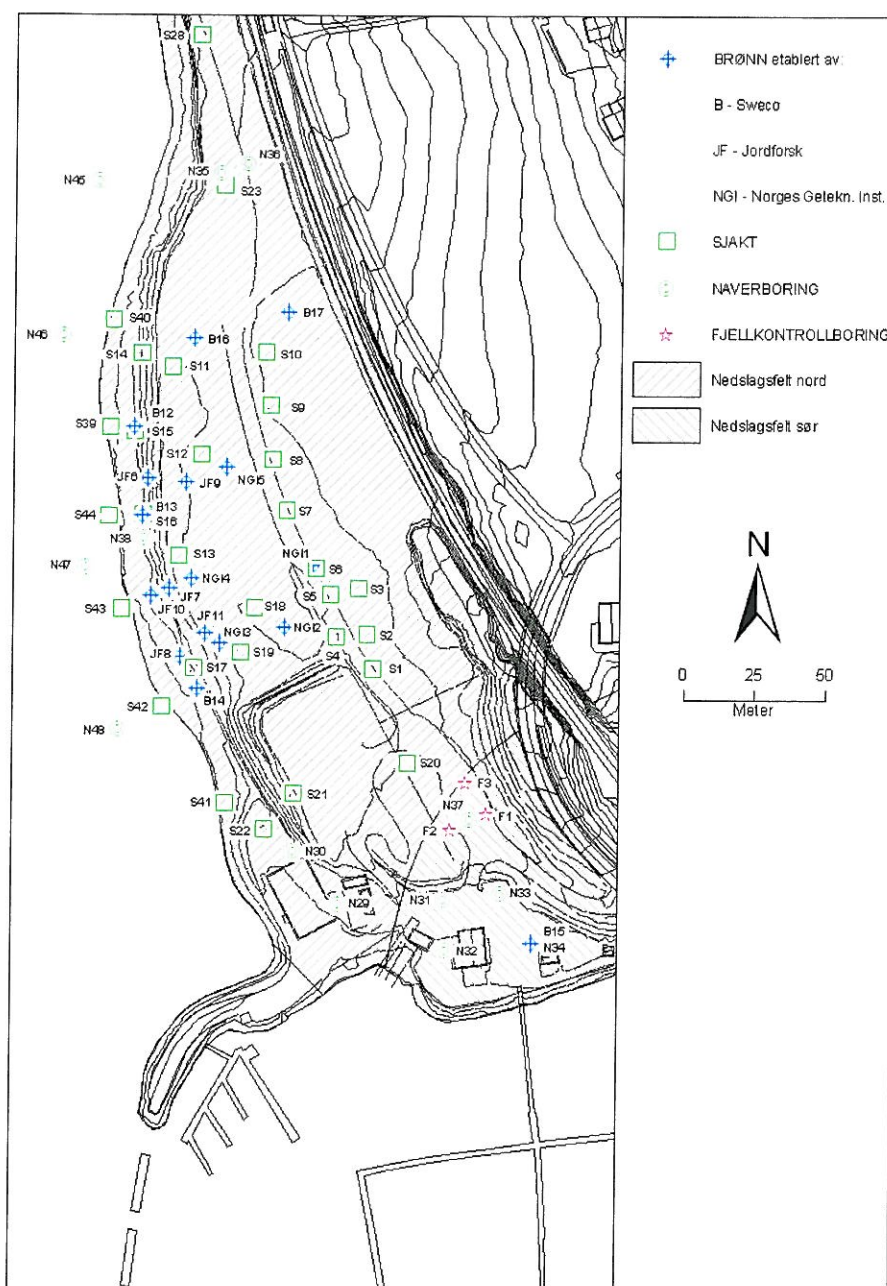 S28
N36
N35
S23
N45
B17
S40
N46
B16
S14
S11
S10
S9
B12
S39
S15
S12
S8
JF6
NGI5
JF9
B13
S44
S16
S7
N38
NGI1
N47
S13
S6
NGI4
S5
S3
JF7
JF10
S43
S18
JF11
NGI2
S2
NGI3
S4
JF8
S19
S17
S1
B14
S42
N48
S20
F3
S21
N37
S41
F1
F2
S22
N30
N29
N31
N33
B15
N32
N34
BRØNN etablert av:
B - Sweco
JF - Jordforsk
NGI - Norges Gelekn. Inst.
SJAKT
NAVERBORING
FJELLKONTROLLBORING
Nedslagsfelt nord
Nedslagsfelt sør
N
0 25 50
Meter